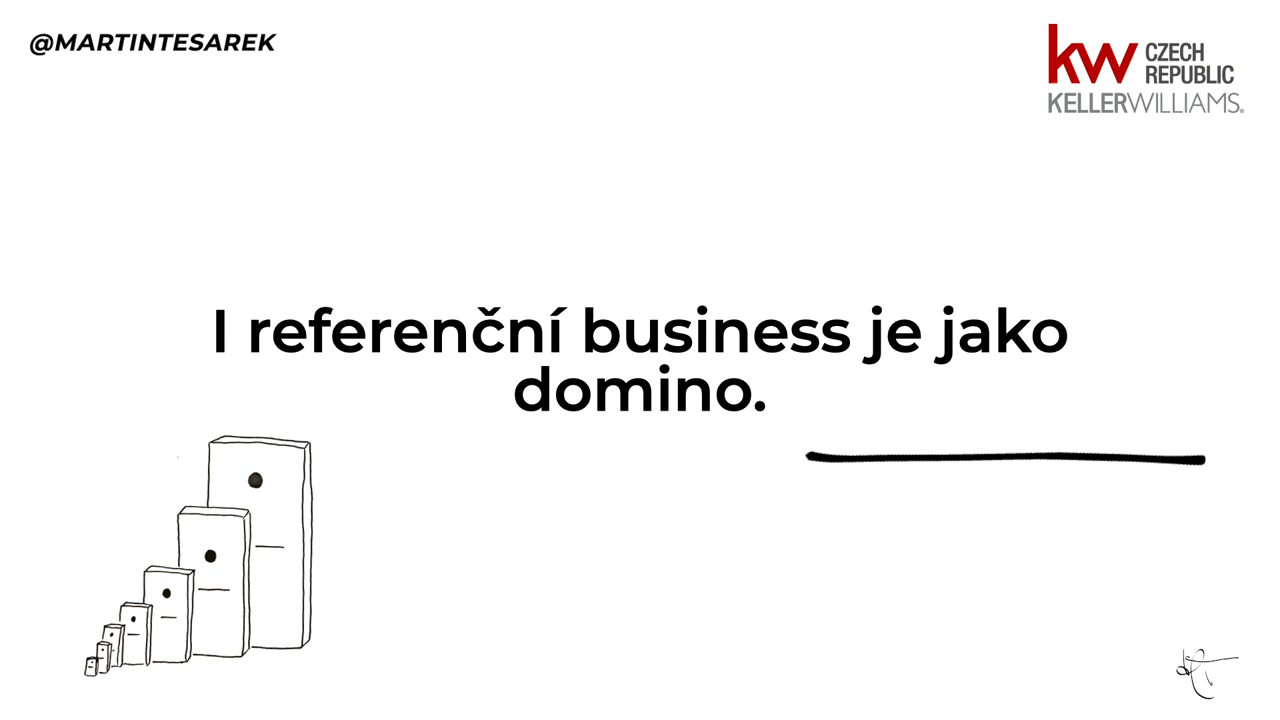 @MARTINTESAREK
kw CZECH
REPUBLIC
KELLERWILLIAMS.
I referenční business je jako
domino.